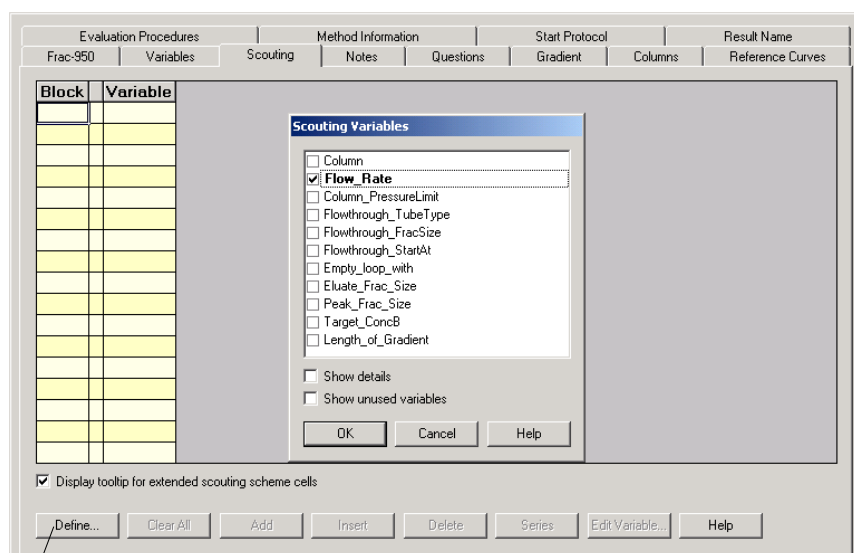 Evaluation Procedures Method Information Start Protocol Result Name
Frac-950 Variables Scouting Notes Questions Gradient Columns Reference Curves
Block Variable
Scouting Variables
Column
Flow_Rate
Column_PressureLimit
Flowthrough_TubeType
Flowthrough_FracSize
Flowthrough_StartAt
Empty_loop_with
Eluate_Frac_Size
Peak_Frac_Size
Target_ConcB
Length_of_Gradient
Show details
Show unused variables
OK Cancel Help
Display tooltip for extended scouting scheme cells
Define... Clear All Add Insert Delete Series Edit Variable... Help